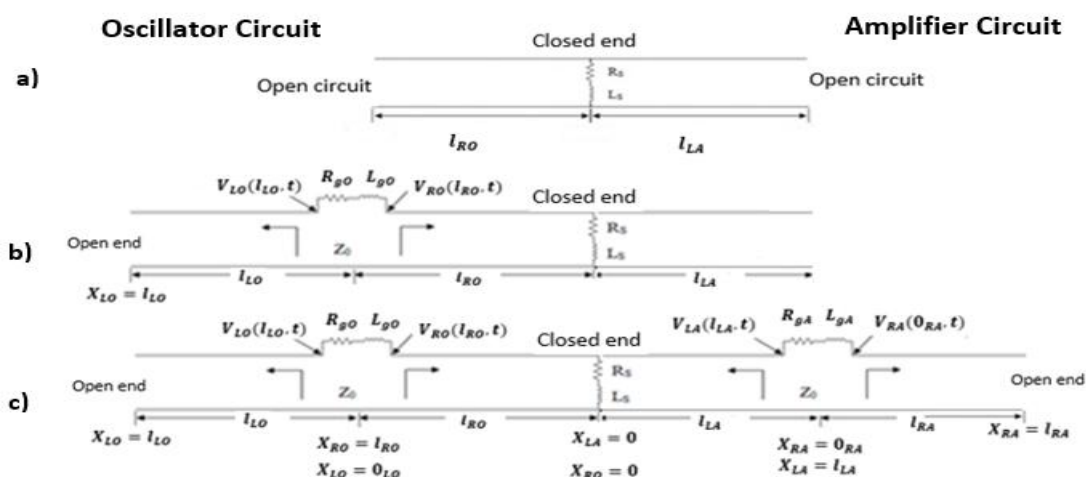 Oscillator Circuit
Amplifier Circuit
a)
Closed end
Open circuit
Rs
Ls
Open circuit
l_RO
l_LA
b)
V_LO(l_LO.t)
R_gO
L_gO
V_RO(l_RO.t)
Closed end
Open end
Z₀
Rs
Ls
l_LO
l_RO
l_LA
X_LO = l_LO
c)
V_LO(l_LO.t)
R_gO
L_gO
V_RO(l_RO.t)
Closed end
V_LA(l_LA.t)
R_gA
L_gA
V_RA(0_RA.t)
Open end
Z₀
Rs
Ls
Z₀
Open end
l_LO
l_RO
l_LA
l_RA
X_LO = l_LO
X_RO = l_RO
X_LO = 0_LO
X_LA = 0
X_RO = 0
X_RA = 0_RA
X_LA = l_LA
X_RA = l_RA